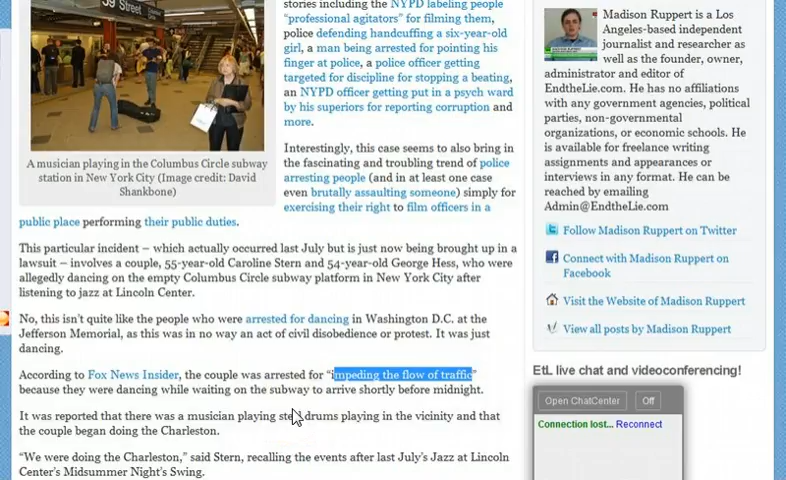 59 Street
stories including the NYPD labeling people
"professional agitators" for filming them,
police defending handcuffing a six-year-old
girl, a man being arrested for pointing his
finger at police, a police officer getting
targeted for discipline for stopping a beating,
an NYPD officer getting put in a psych ward
by his superiors for reporting corruption and
more.
Interestingly, this case seems to also bring in
the fascinating and troubling trend of police
arresting people (and in at least one case
even brutally assaulting someone) simply for
exercising their right to film officers in a
public place performing their public duties.
A musician playing in the Columbus Circle subway
station in New York City (Image credit: David
Shankbone)
This particular incident – which actually occurred last July but is just now being brought up in a
lawsuit – involves a couple, 55-year-old Caroline Stern and 54-year-old George Hess, who were
allegedly dancing on the empty Columbus Circle subway platform in New York City after
listening to jazz at Lincoln Center.
No, this isn't quite like the people who were arrested for dancing in Washington D.C. at the
Jefferson Memorial, as this was in no way an act of civil disobedience or protest. It was just
dancing.
According to Fox News Insider, the couple was arrested for "impeding the flow of traffic"
because they were dancing while waiting on the subway to arrive shortly before midnight.
It was reported that there was a musician playing steel drums playing in the vicinity and that
the couple began doing the Charleston.
"We were doing the Charleston," said Stern, recalling the events after last July's Jazz at Lincoln
Center's Midsummer Night's Swing.
Madison Ruppert is a Los
Angeles-based independent
journalist and researcher as
well as the founder, owner,
administrator and editor of
EndtheLie.com. He has no affiliations
with any government agencies, political
parties, non-governmental
organizations, or economic schools. He
is available for freelance writing
assignments and appearances or
interviews in any format. He can be
reached by emailing
Admin@EndtheLie.com
Follow Madison Ruppert on Twitter
Connect with Madison Ruppert on
Facebook
Visit the Website of Madison Ruppert
View all posts by Madison Ruppert
EtL live chat and videoconferencing!
Open ChatCenter Off
Connection lost... Reconnect